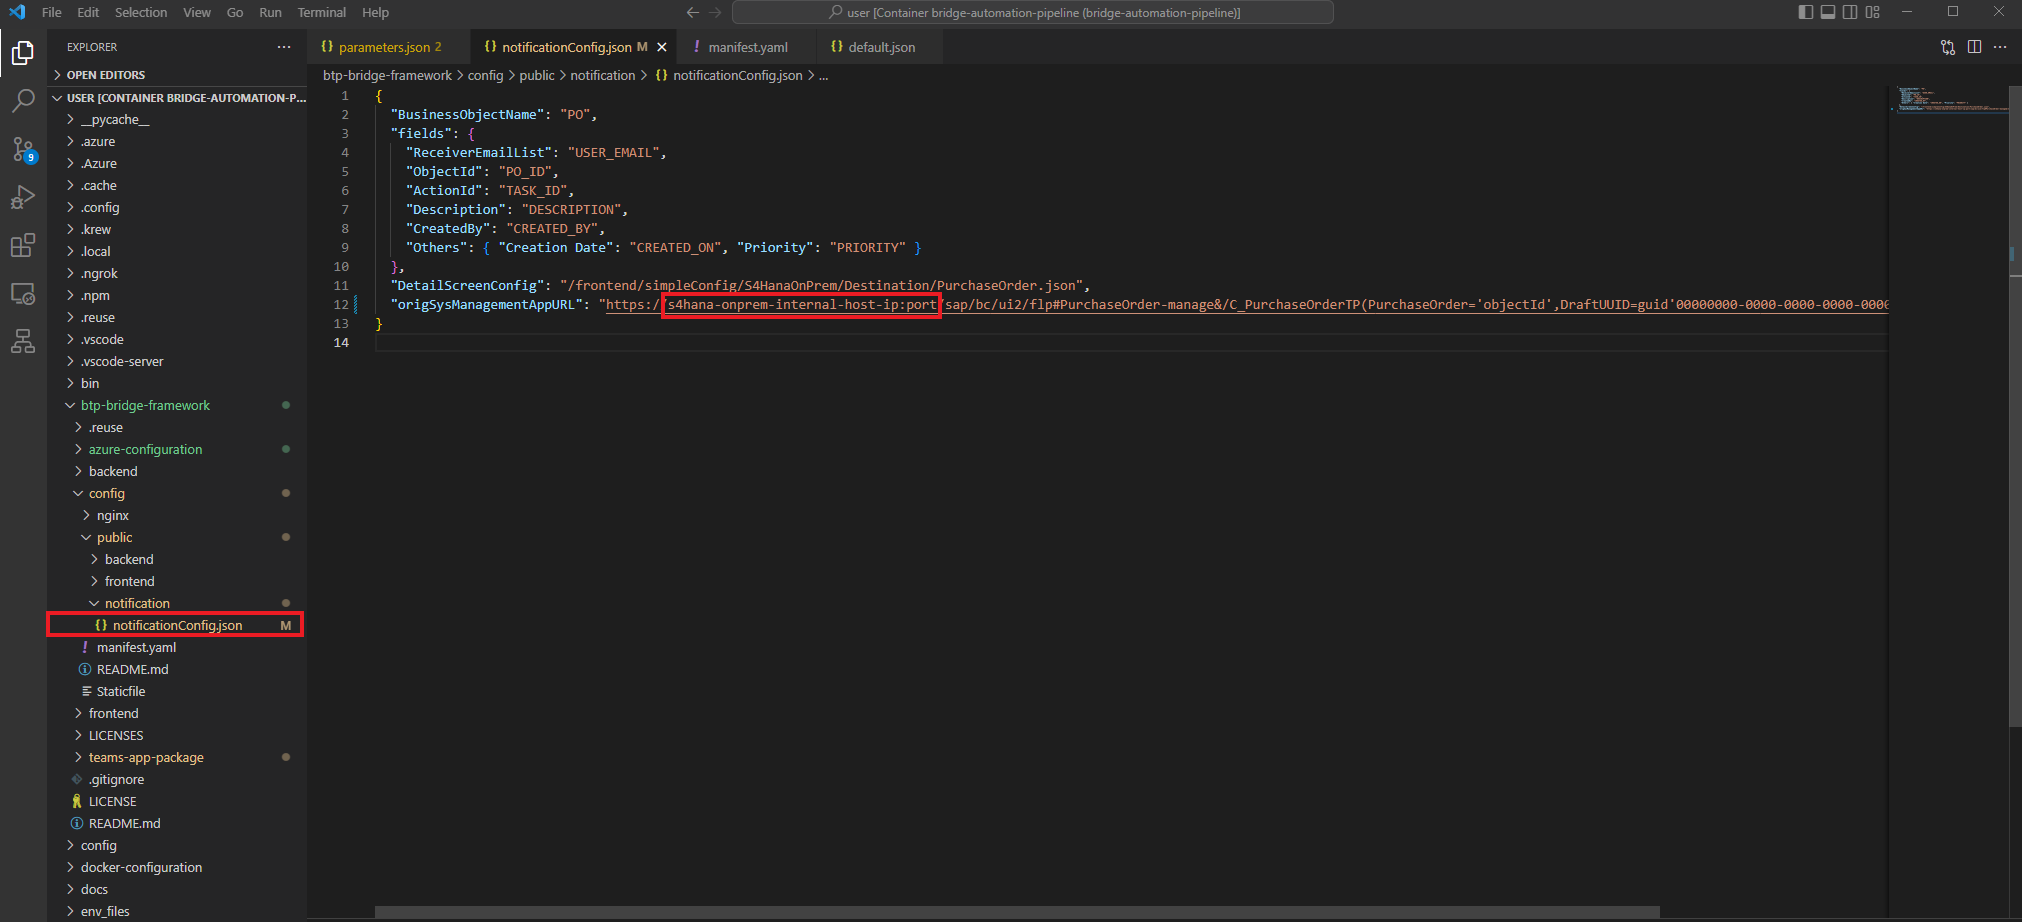 File Edit Selection View Go Run Terminal Help
user [Container bridge-automation-pipeline (bridge-automation-pipeline)]
EXPLORER
OPEN EDITORS
USER [CONTAINER BRIDGE-AUTOMATION-P...
__pycache__
.azure
.Azure
.cache
.config
.krew
.local
.ngrok
.npm
.reuse
.vscode
.vscode-server
bin
btp-bridge-framework
.reuse
azure-configuration
backend
config
nginx
public
backend
frontend
notification
{} notificationConfig.json M
! manifest.yaml
README.md
Staticfile
frontend
LICENSES
teams-app-package
.gitignore
LICENSE
README.md
config
docker-configuration
docs
env_files
9
{} parameters.json 2 {} notificationConfig.json M ! manifest.yaml {} default.json
btp-bridge-framework > config > public > notification > {} notificationConfig.json > ...
1 {
2 "BusinessObjectName": "PO",
3 "fields": {
4 "ReceiverEmailList": "USER_EMAIL",
5 "ObjectId": "PO_ID",
6 "ActionId": "TASK_ID",
7 "Description": "DESCRIPTION",
8 "CreatedBy": "CREATED_BY",
9 "Others": { "Creation Date": "CREATED_ON", "Priority": "PRIORITY" }
10 },
11 "DetailScreenConfig": "/frontend/simpleConfig/S4HanaOnPrem/Destination/PurchaseOrder.json",
12 "origSysManagementAppURL": "https://s4hana-onprem-internal-host-ip:port/sap/bc/ui2/flp#PurchaseOrder-manage&/C_PurchaseOrderTP(PurchaseOrder='objectId',DraftUUID=guid'00000000-0000-0000-0000-0000
13 }
14